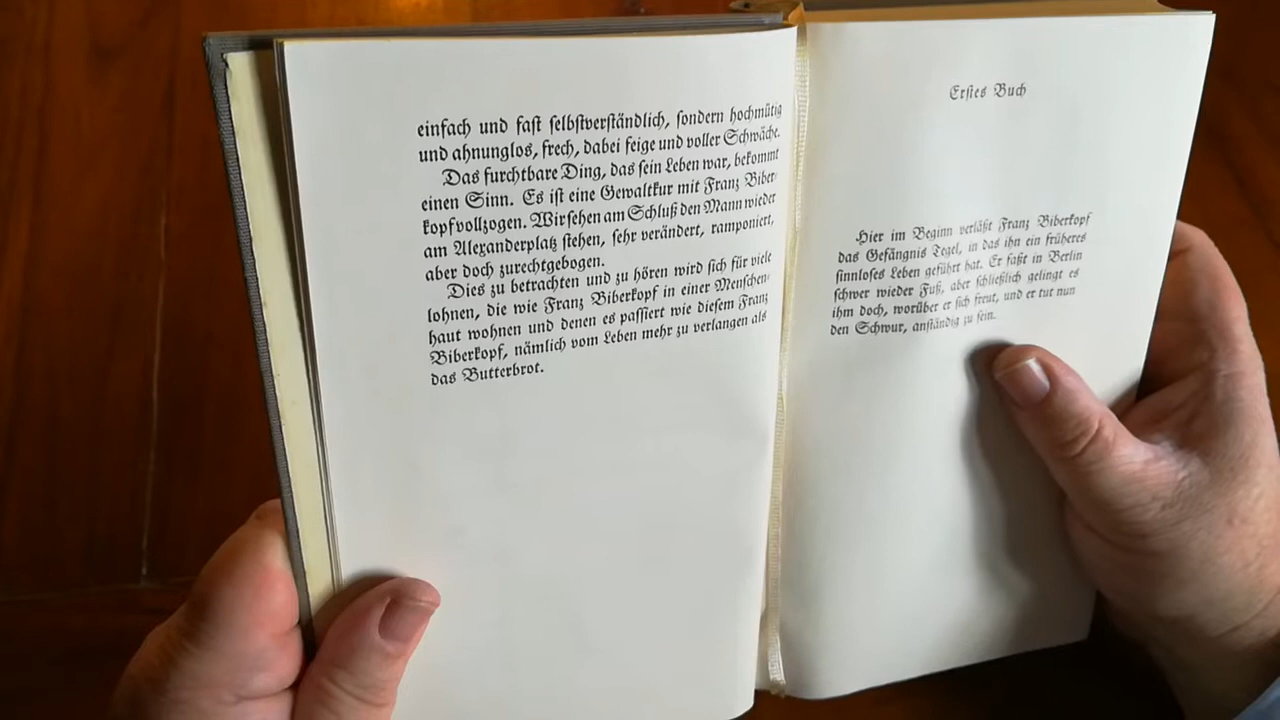 einfach und fast selbstverständlich, sondern hochmütig
und ahnungslos, frech, dabei feige und voller Schwäche.
Das furchtbare Ding, das sein Leben war, bekommt
einen Sinn. Es ist eine Gewaltkur mit Franz Biber-
kopf vollzogen. Wir sehen am Schluß den Mann wieder
am Alexanderplatz stehen, sehr verändert, ramponiert,
aber doch zurechtgebogen.
Dies zu betrachten und zu hören wird sich für viele
lohnen, die wie Franz Biberkopf in einer Menschen-
haut wohnen und denen es passiert wie diesem Franz
Biberkopf, nämlich vom Leben mehr zu verlangen als
das Butterbrot.
Erstes Buch
Hier im Beginn verläßt Franz Biberkopf
das Gefängnis Tegel, in das ihn ein früheres
sinnloses Leben geführt hat. Er faßt in Berlin
schwer wieder Fuß, aber schließlich gelingt es
ihm doch, worüber er sich freut, und er tut nun
den Schwur, anständig zu sein.